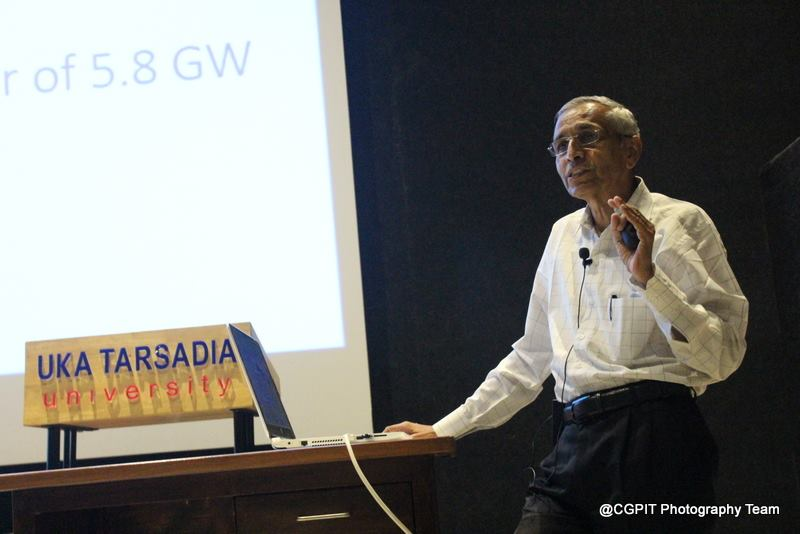 r of 5.8 GW
UKA TARSADIA
university
@CGPIT Photography Team